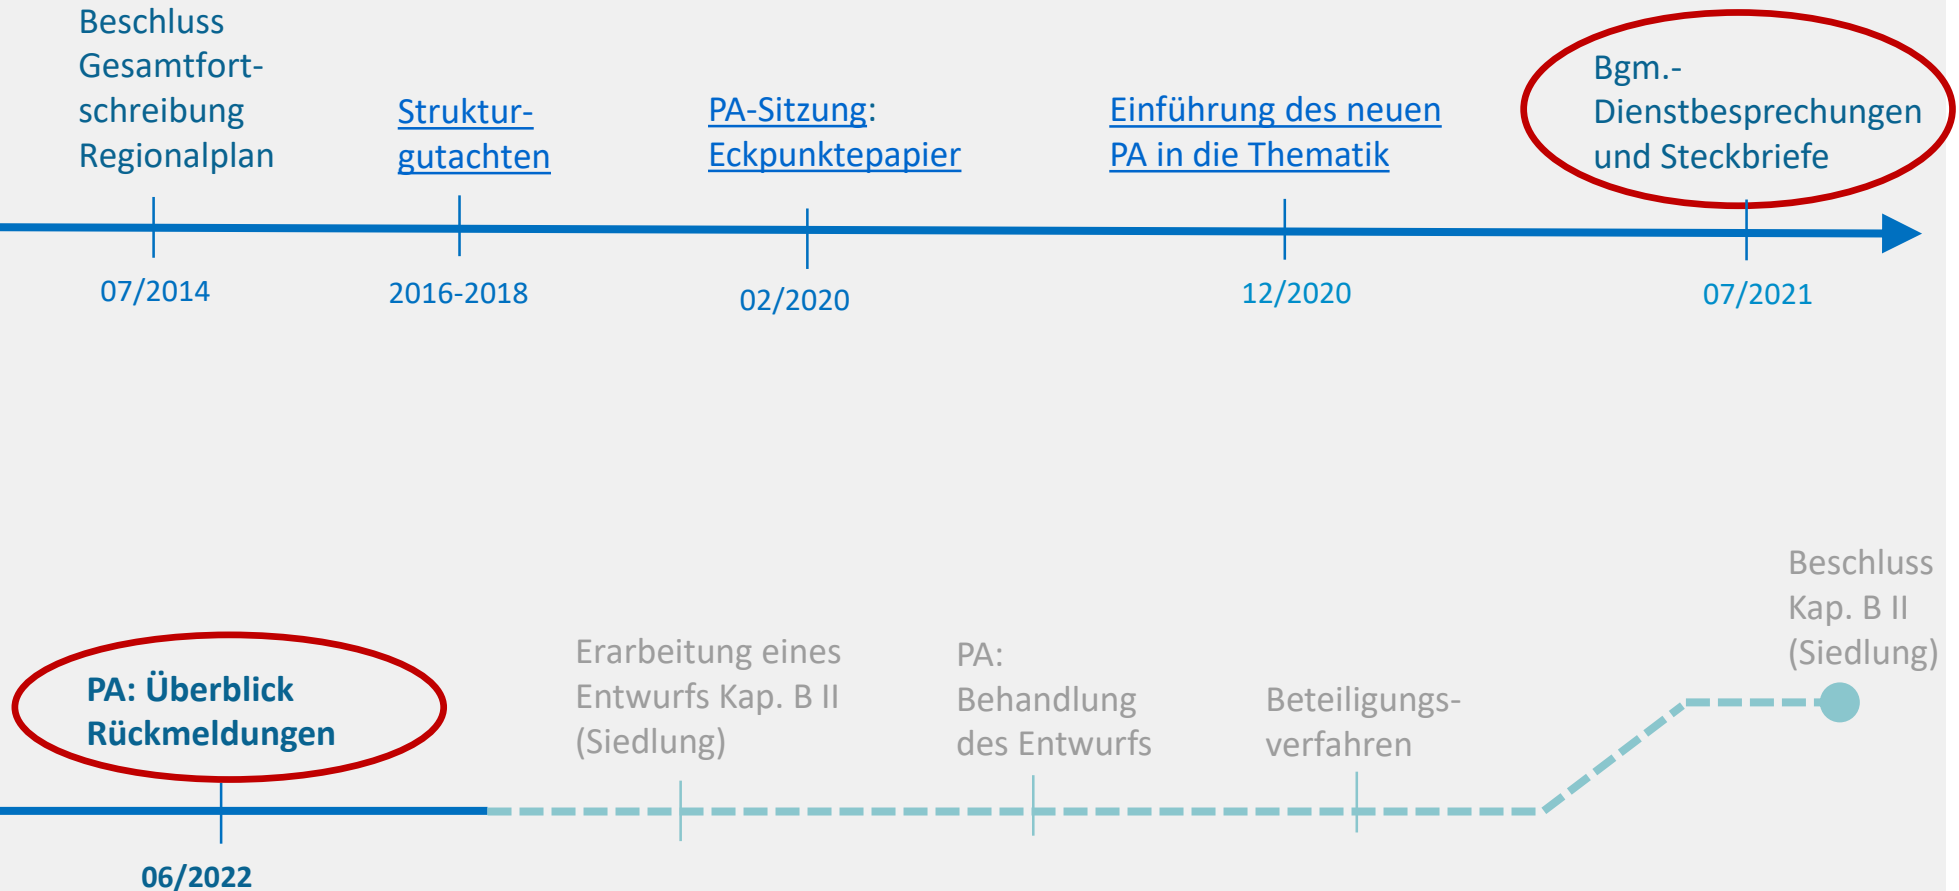 Beschluss
Gesamtfort-
schreibung
Regionalplan
Struktur-
gutachten
PA-Sitzung:
Eckpunktepapier
Einführung des neuen
PA in die Thematik
Bgm.-
Dienstbesprechungen
und Steckbriefe
07/2014
2016-2018
02/2020
12/2020
07/2021
PA: Überblick
Rückmeldungen
Erarbeitung eines
Entwurfs Kap. B II
(Siedlung)
PA:
Behandlung
des Entwurfs
Beteiligungs-
verfahren
Beschluss
Kap. B II
(Siedlung)
06/2022